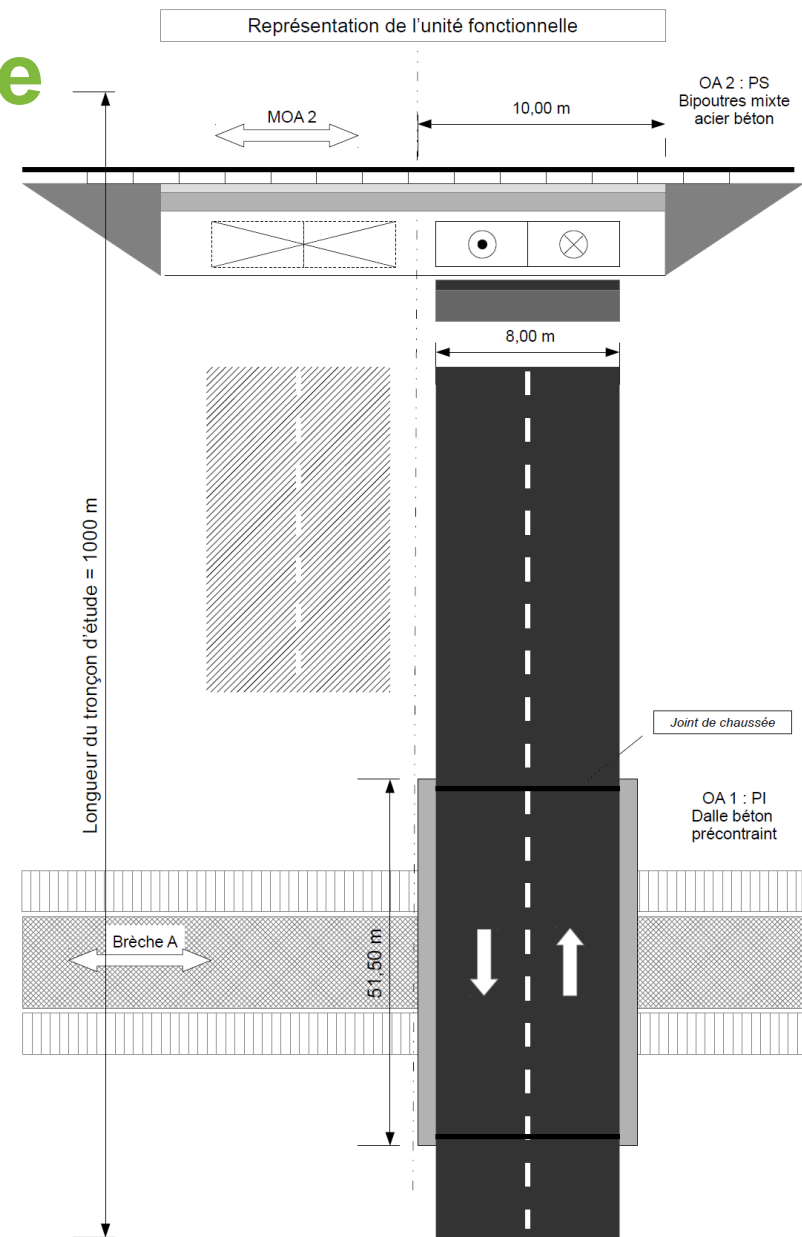 Représentation de l'unité fonctionnelle
e
OA 2 : PS
Bipoutres mixte
acier béton
MOA 2
10,00 m
8,00 m
Longueur du tronçon d'étude = 1000 m
Joint de chaussée
OA 1 : PI
Dalle béton
précontraint
Brèche A
51,50 m